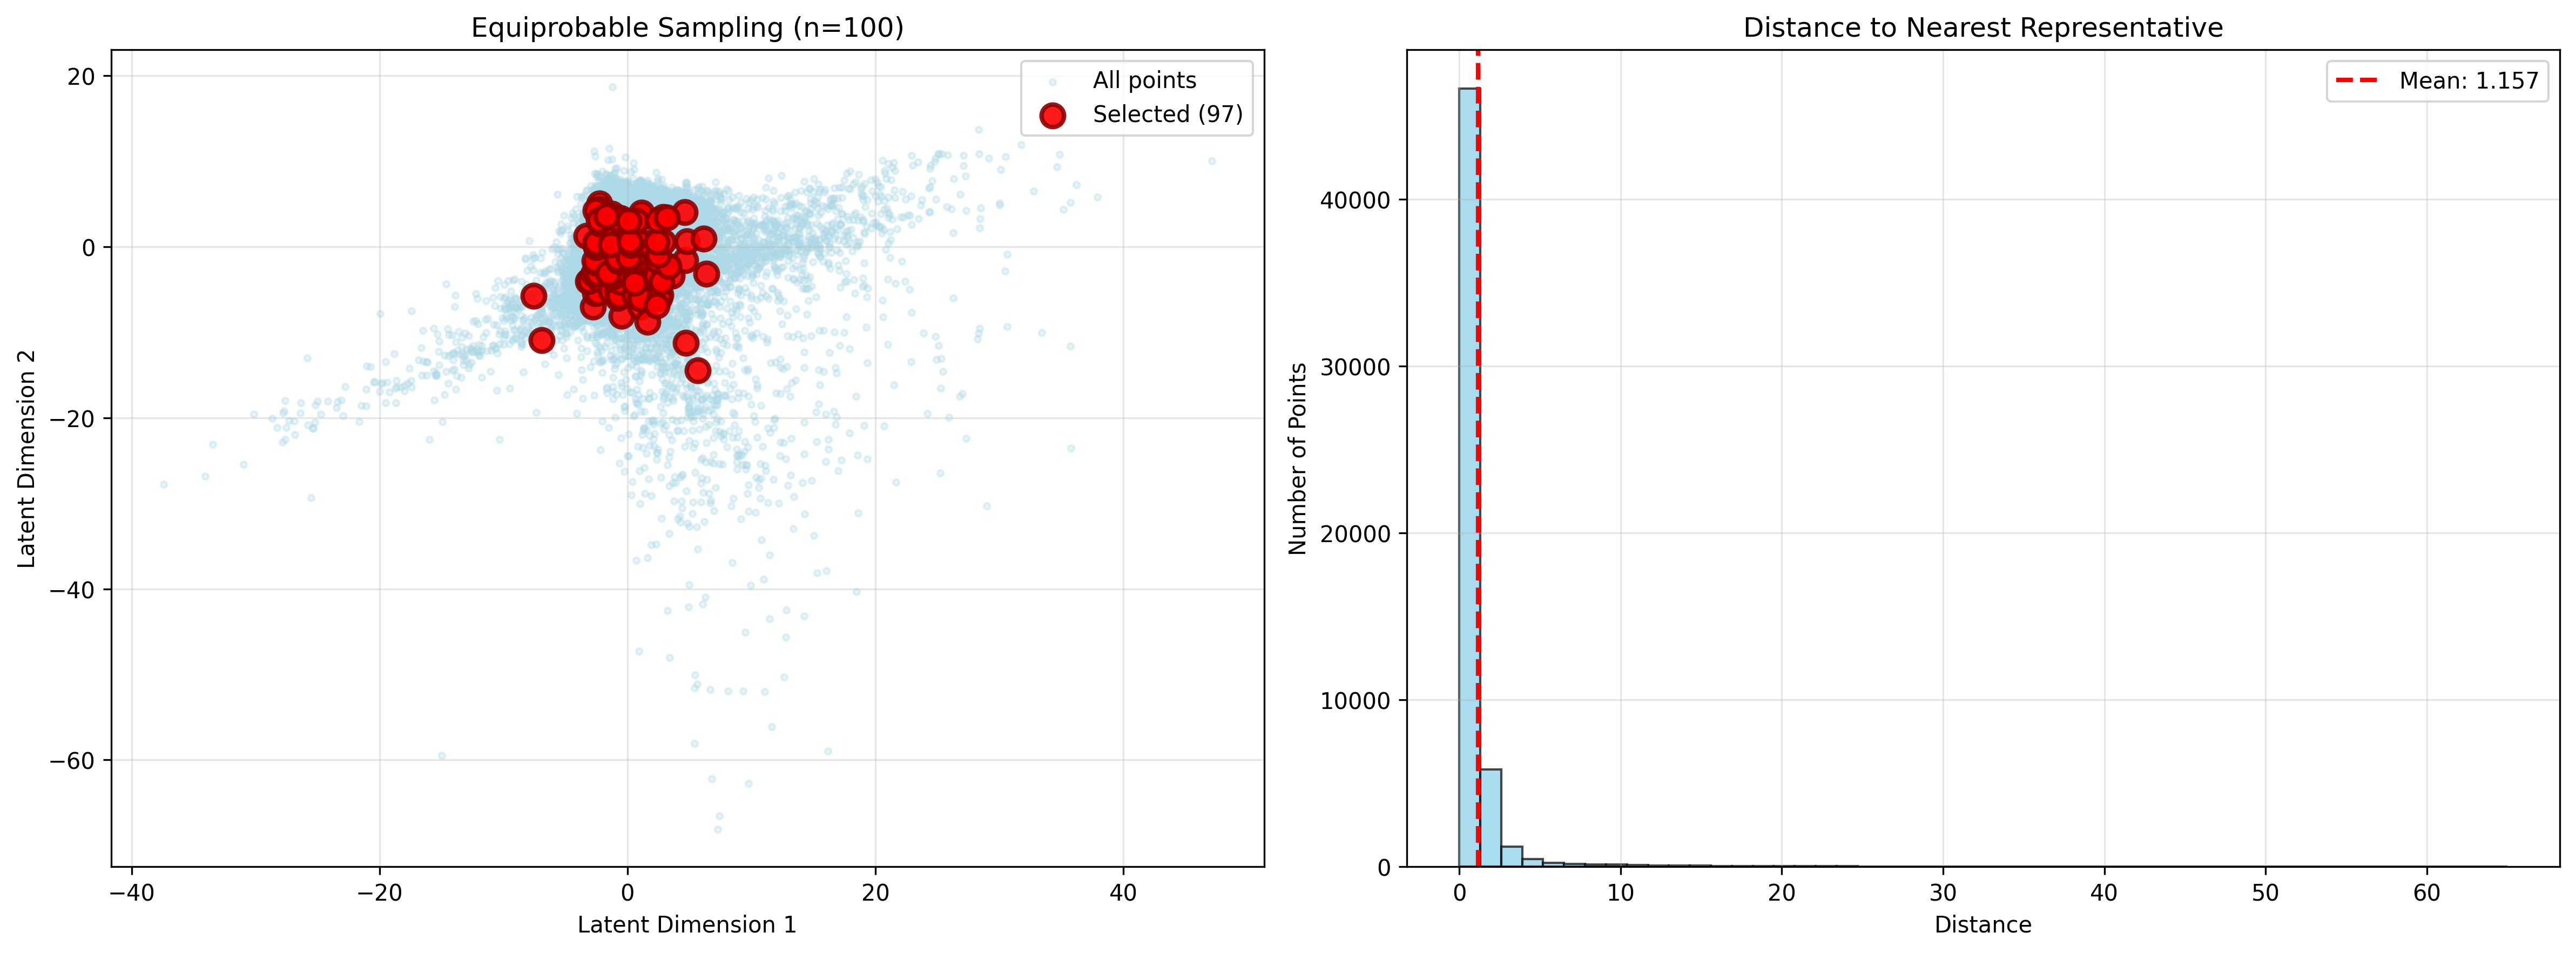 Equiprobable Sampling (n=100)
All points
Selected (97)
20
0
−20
−40
−60
Latent Dimension 2
−40
−20
0
20
40
Latent Dimension 1
Distance to Nearest Representative
Mean: 1.157
40000
30000
20000
10000
0
Number of Points
0
10
20
30
40
50
60
Distance